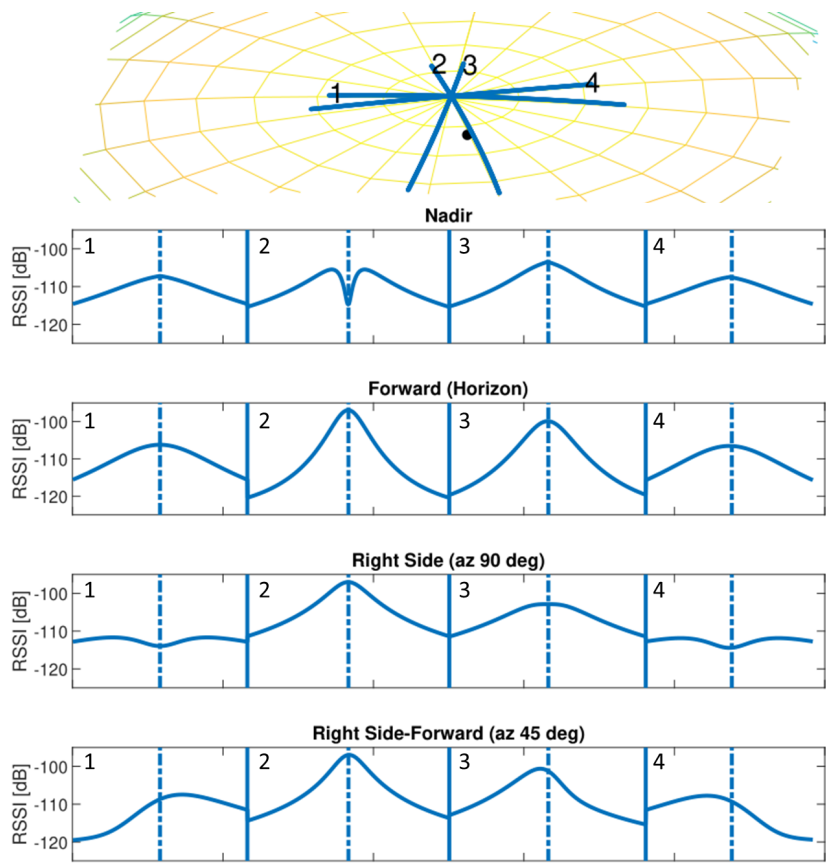 2 3
1 4
Nadir
RSSI [dB]
-100
-110
-120
1 2 3 4
Forward (Horizon)
RSSI [dB]
-100
-110
-120
1 2 3 4
Right Side (az 90 deg)
RSSI [dB]
-100
-110
-120
1 2 3 4
Right Side-Forward (az 45 deg)
RSSI [dB]
-100
-110
-120
1 2 3 4